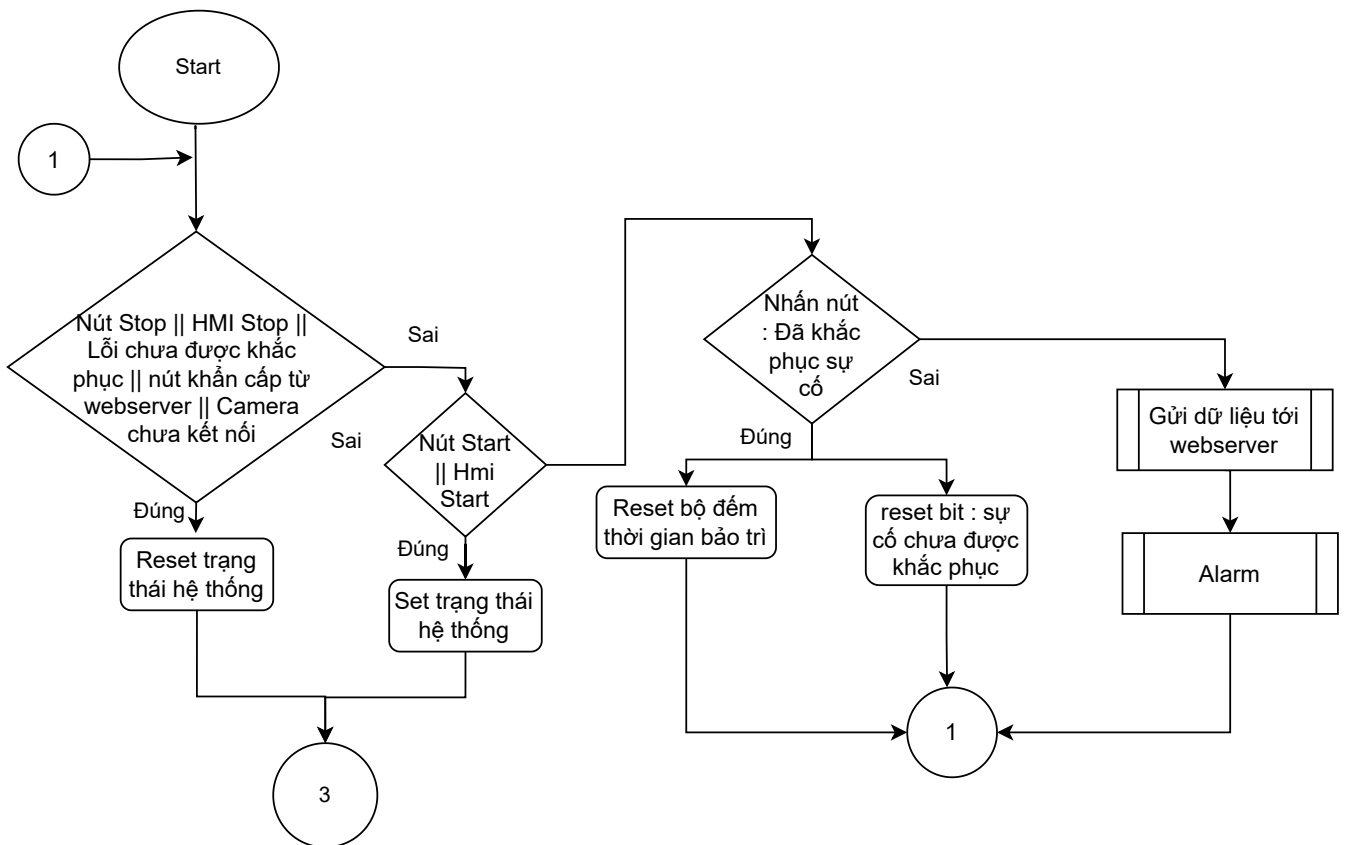 Start
1
Nút Stop || HMI Stop ||
Lỗi chưa được khắc
phục || nút khẩn cấp từ
webserver || Camera
chưa kết nối
Sai
Sai
Đúng
Reset trạng
thái hệ thống
Nút Start
|| Hmi
Start
Đúng
Set trạng thái
hệ thống
3
Nhấn nút
: Đã khắc
phục sự
cố
Sai
Đúng
Reset bộ đếm
thời gian bảo trì
reset bit : sự
cố chưa được
khắc phục
Gửi dữ liệu tới
webserver
Alarm
1